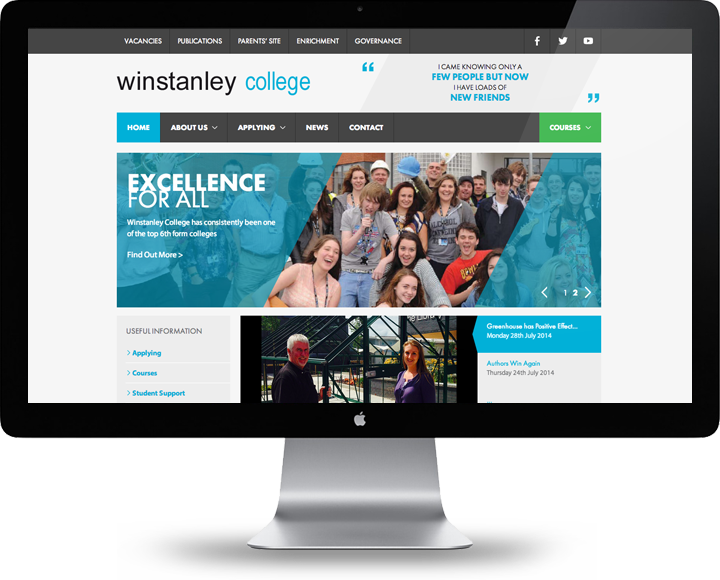 VACANCIES PUBLICATIONS PARENTS' SITE ENRICHMENT GOVERNANCE
winstanley college
“ I CAME KNOWING ONLY A
FEW PEOPLE BUT NOW
I HAVE LOADS OF
NEW FRIENDS ”
HOME ABOUT US APPLYING NEWS CONTACT COURSES
EXCELLENCE
FOR ALL
Winstanley College has consistently been one
of the top 6th form colleges
Find Out More >
1 2
USEFUL INFORMATION
> Applying
> Courses
> Student Support
Greenhouse has Positive Effect...
Monday 28th July 2014
Authors Win Again
Thursday 24th July 2014